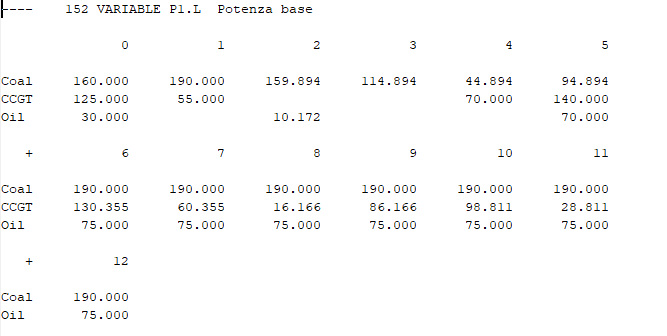 ----    152 VARIABLE P1.L  Potenza base
            0           1           2           3           4           5
Coal     160.000     190.000     159.894     114.894      44.894      94.894
CCGT     125.000      55.000                              70.000     140.000
Oil       30.000                  10.172                              70.000
   +        6           7           8           9          10          11
Coal     190.000     190.000     190.000     190.000     190.000     190.000
CCGT     130.355      60.355      16.166      86.166      98.811      28.811
Oil       75.000      75.000      75.000      75.000      75.000      75.000
   +       12
Coal     190.000
Oil       75.000